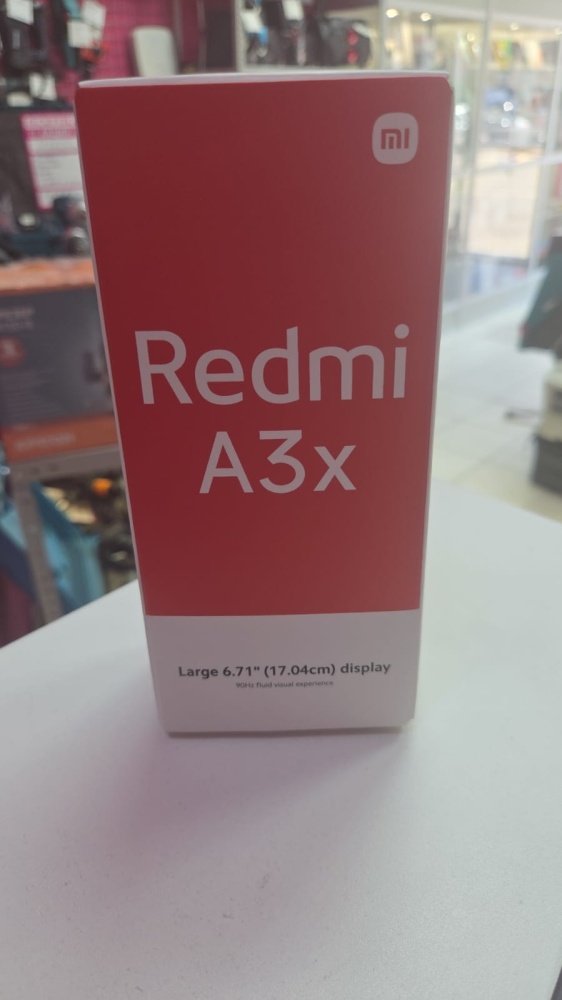 mi
Redmi
A3x
Large 6.71" (17.04cm) display
90Hz fluid visual experience